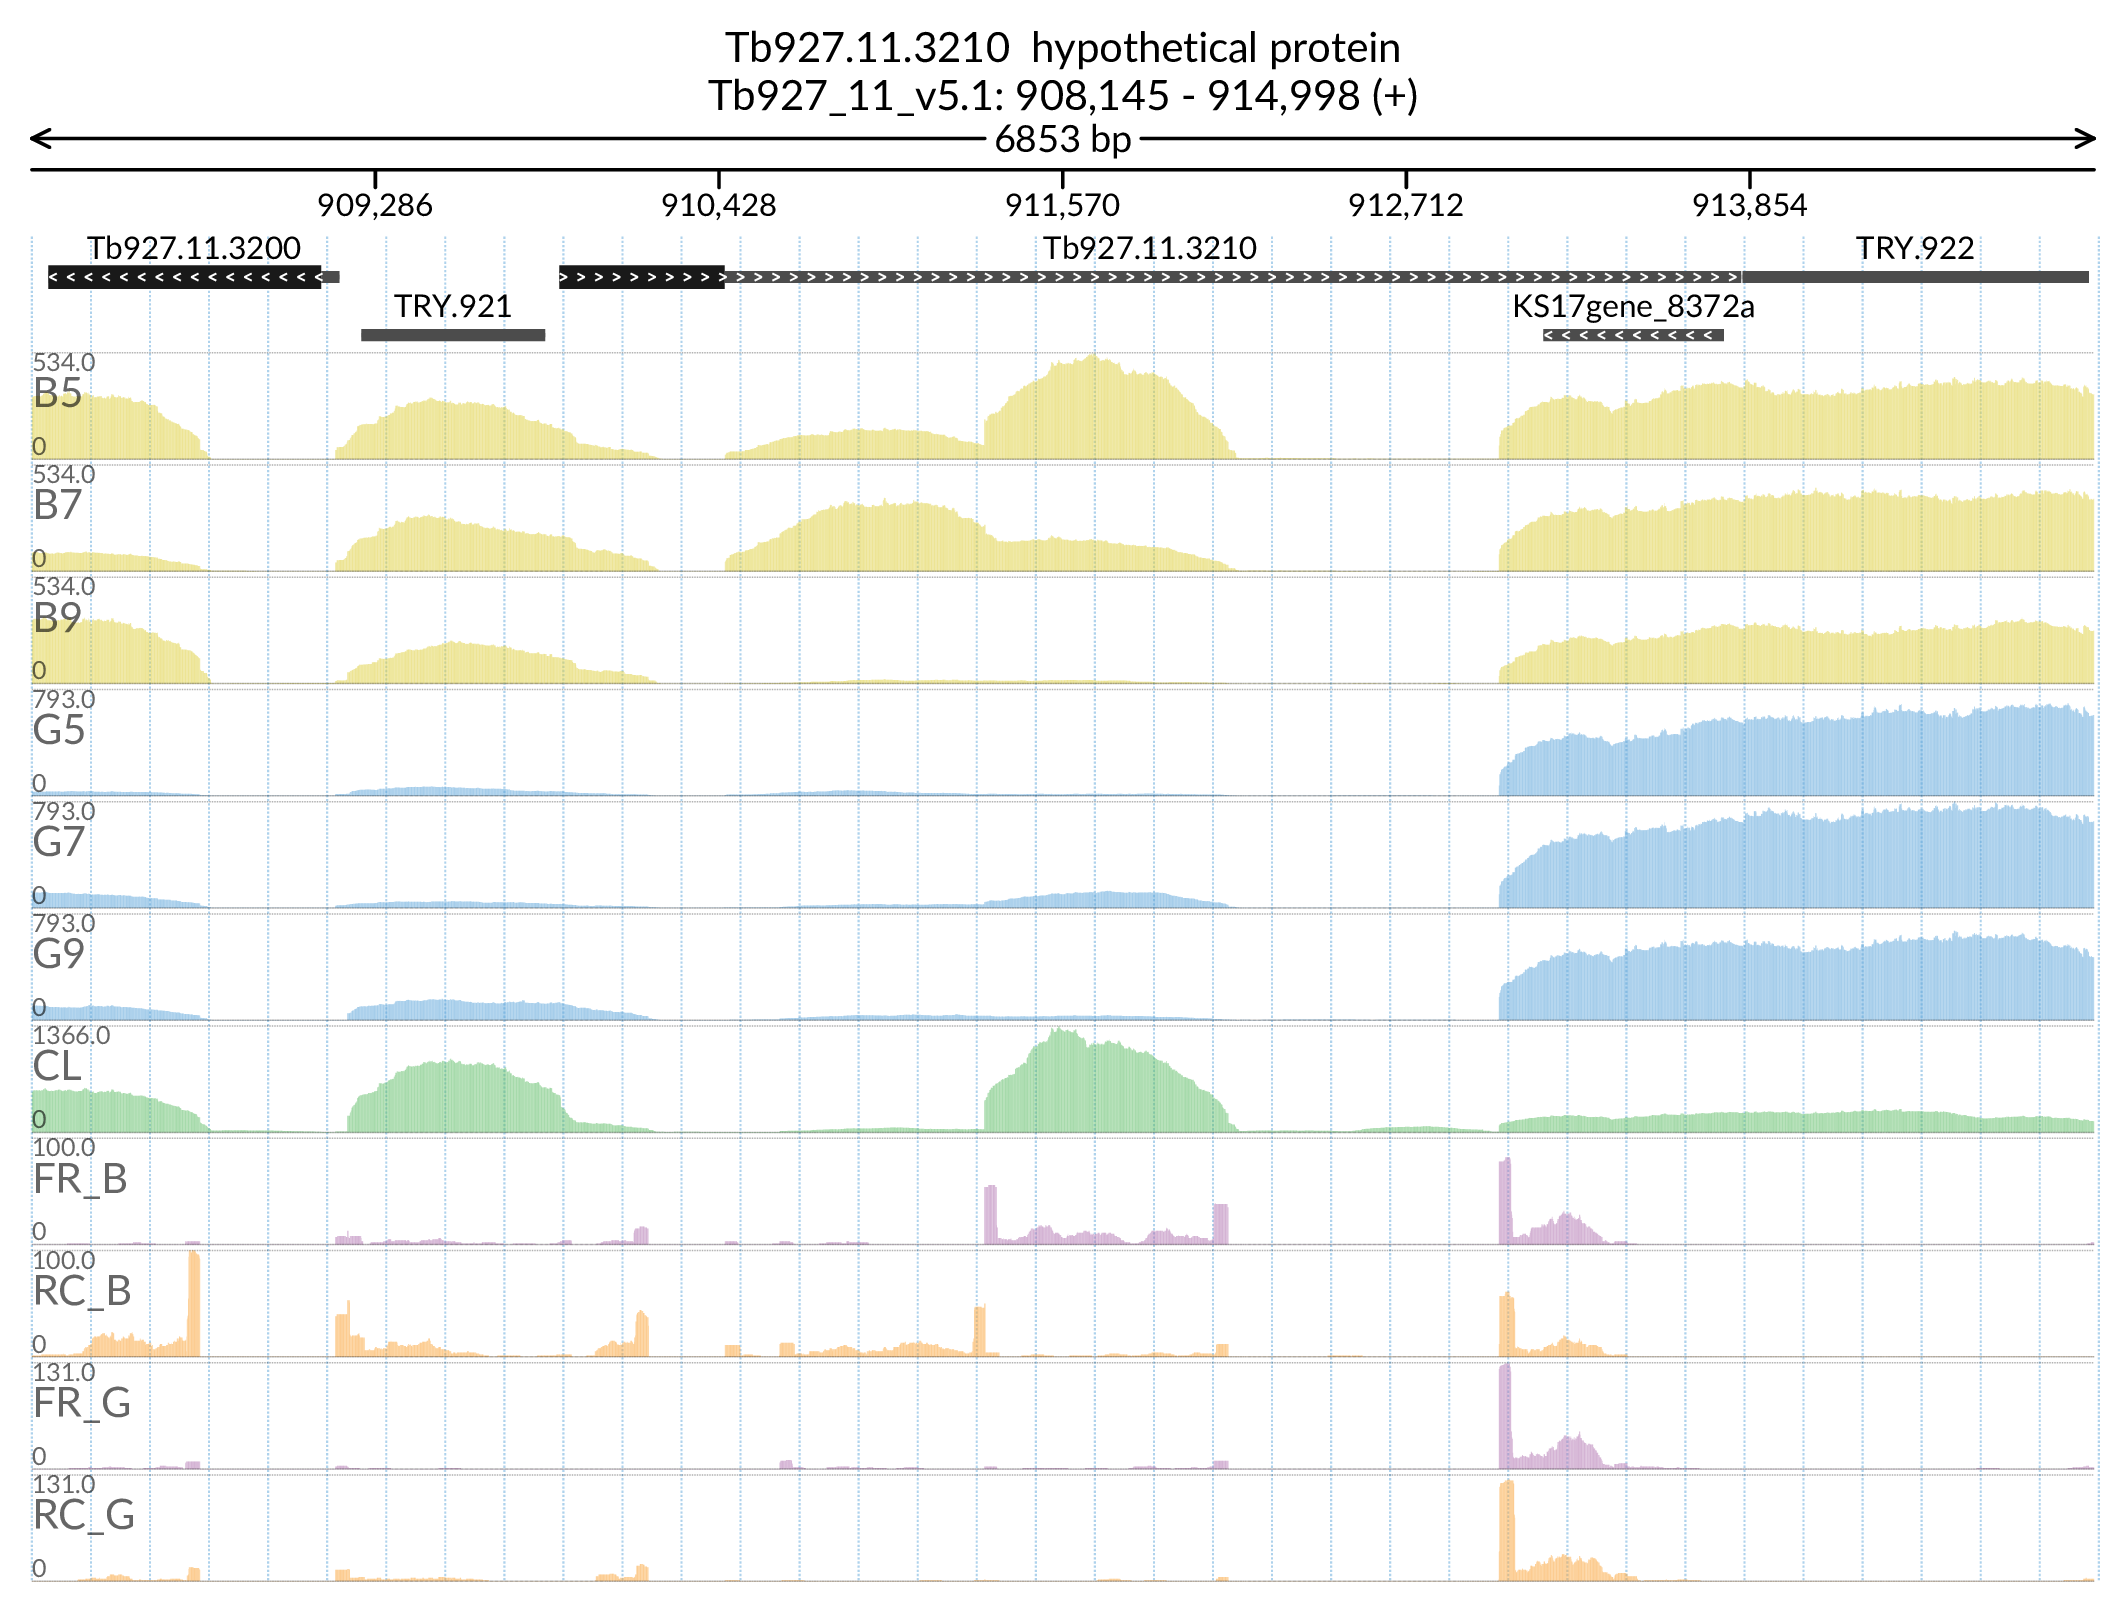 Tb927.11.3210 hypothetical protein
Tb927_11_v5.1: 908,145 - 914,998 (+)
6853 bp
909,286 910,428 911,570 912,712 913,854
Tb927.11.3200 Tb927.11.3210 TRY.922
TRY.921 KS17gene_8372a
534.0
B5
0
534.0
B7
0
534.0
B9
0
793.0
G5
0
793.0
G7
0
793.0
G9
0
1366.0
CL
0
100.0
FR_B
0
100.0
RC_B
0
131.0
FR_G
0
131.0
RC_G
0